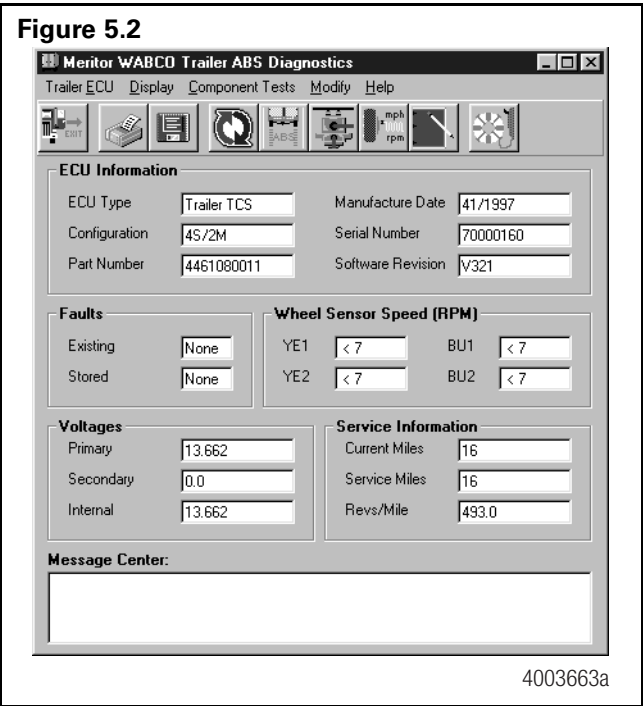 Figure 5.2
Meritor WABCO Trailer ABS Diagnostics
Trailer ECU Display Component Tests Modify Help
EXIT ABS mph rpm
ECU Information
ECU Type Trailer TCS Manufacture Date 41/1997
Configuration 4S/2M Serial Number 70000160
Part Number 4461080011 Software Revision V321
Faults Wheel Sensor Speed (RPM)
Existing None YE1 < 7 BU1 < 7
Stored None YE2 < 7 BU2 < 7
Voltages Service Information
Primary 13.662 Current Miles 16
Secondary 0.0 Service Miles 16
Internal 13.662 Revs/Mile 493.0
Message Center:
4003663a